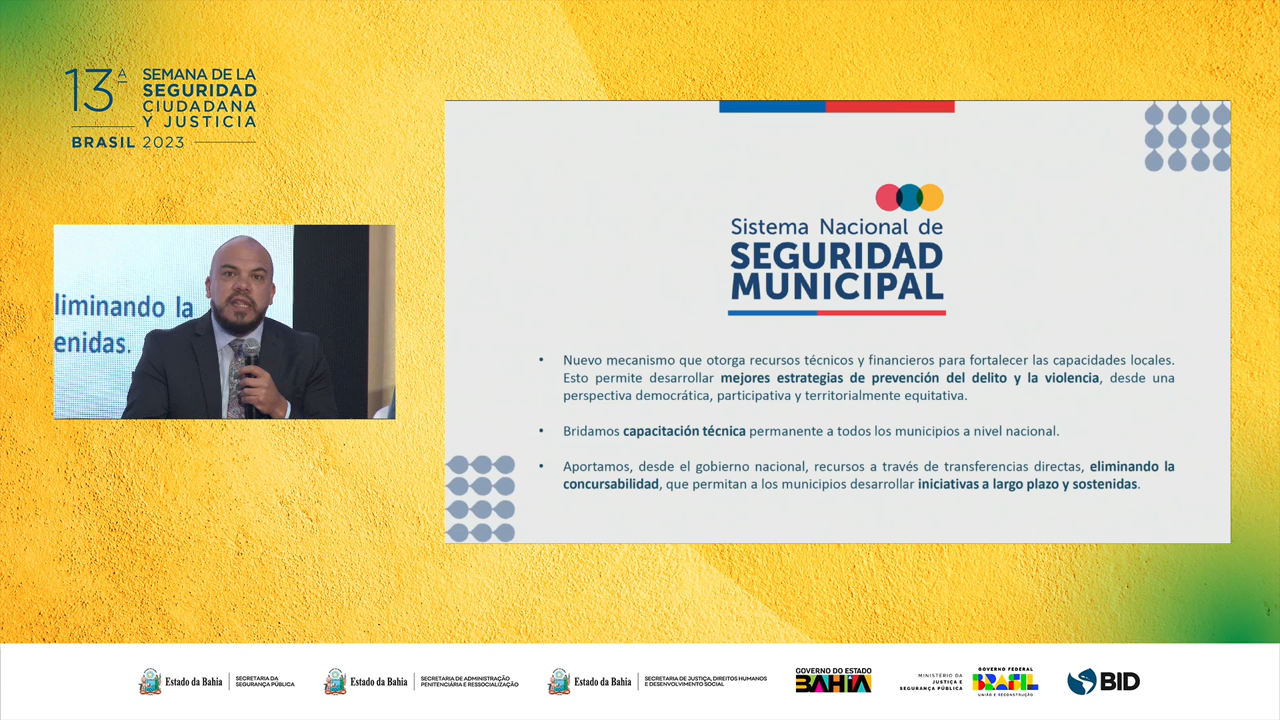 13ª
SEMANA DE LA
SEGURIDAD
CIUDADANA
Y JUSTICIA
BRASIL 2023
liminando la
enidas.
Sistema Nacional de
SEGURIDAD
MUNICIPAL
• Nuevo mecanismo que otorga recursos técnicos y financieros para fortalecer las capacidades locales.
Esto permite desarrollar mejores estrategias de prevención del delito y la violencia, desde una
perspectiva democrática, participativa y territorialmente equitativa.
• Bridamos capacitación técnica permanente a todos los municipios a nivel nacional.
• Aportamos, desde el gobierno nacional, recursos a través de transferencias directas, eliminando la
concursabilidad, que permitan a los municipios desarrollar iniciativas a largo plazo y sostenidas.
Estado da Bahia
SECRETARIA DA
SEGURANÇA PÚBLICA
Estado da Bahia
SECRETARIA DE ADMINISTRAÇÃO
PENITENCIÁRIA E RESSOCIALIZAÇÃO
Estado da Bahia
SECRETARIA DE JUSTIÇA, DIREITOS HUMANOS
E DESENVOLVIMENTO SOCIAL
GOVERNO DO ESTADO
BAHIA
MINISTÉRIO DA
JUSTIÇA E
SEGURANÇA PÚBLICA
GOVERNO FEDERAL
BRASIL
UNIÃO E RECONSTRUÇÃO
BID